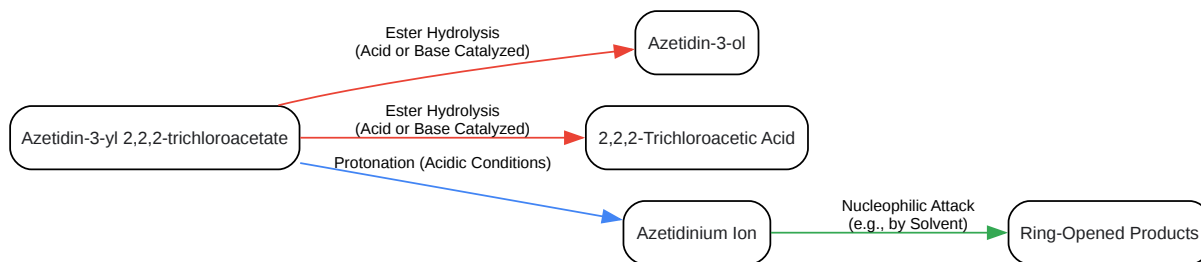 Ester Hydrolysis
(Acid or Base Catalyzed)
Azetidin-3-ol
Azetidin-3-yl 2,2,2-trichloroacetate
Ester Hydrolysis
(Acid or Base Catalyzed)
2,2,2-Trichloroacetic Acid
Protonation (Acidic Conditions)
Azetidinium Ion
Nucleophilic Attack
(e.g., by Solvent)
Ring-Opened Products